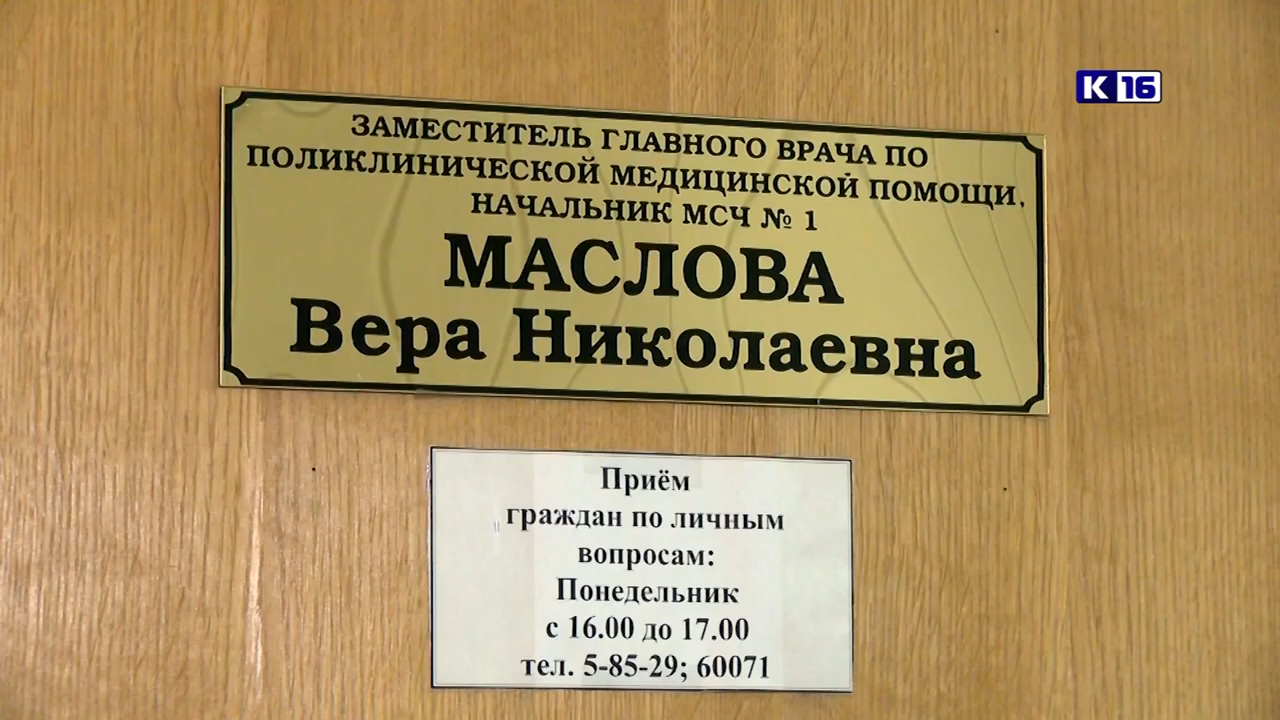 К 16
ЗАМЕСТИТЕЛЬ ГЛАВНОГО ВРАЧА ПО
ПОЛИКЛИНИЧЕСКОЙ МЕДИЦИНСКОЙ ПОМОЩИ,
НАЧАЛЬНИК МСЧ № 1
МАСЛОВА
Вера Николаевна
Приём
граждан по личным
вопросам:
Понедельник
с 16.00 до 17.00
тел. 5-85-29; 60071